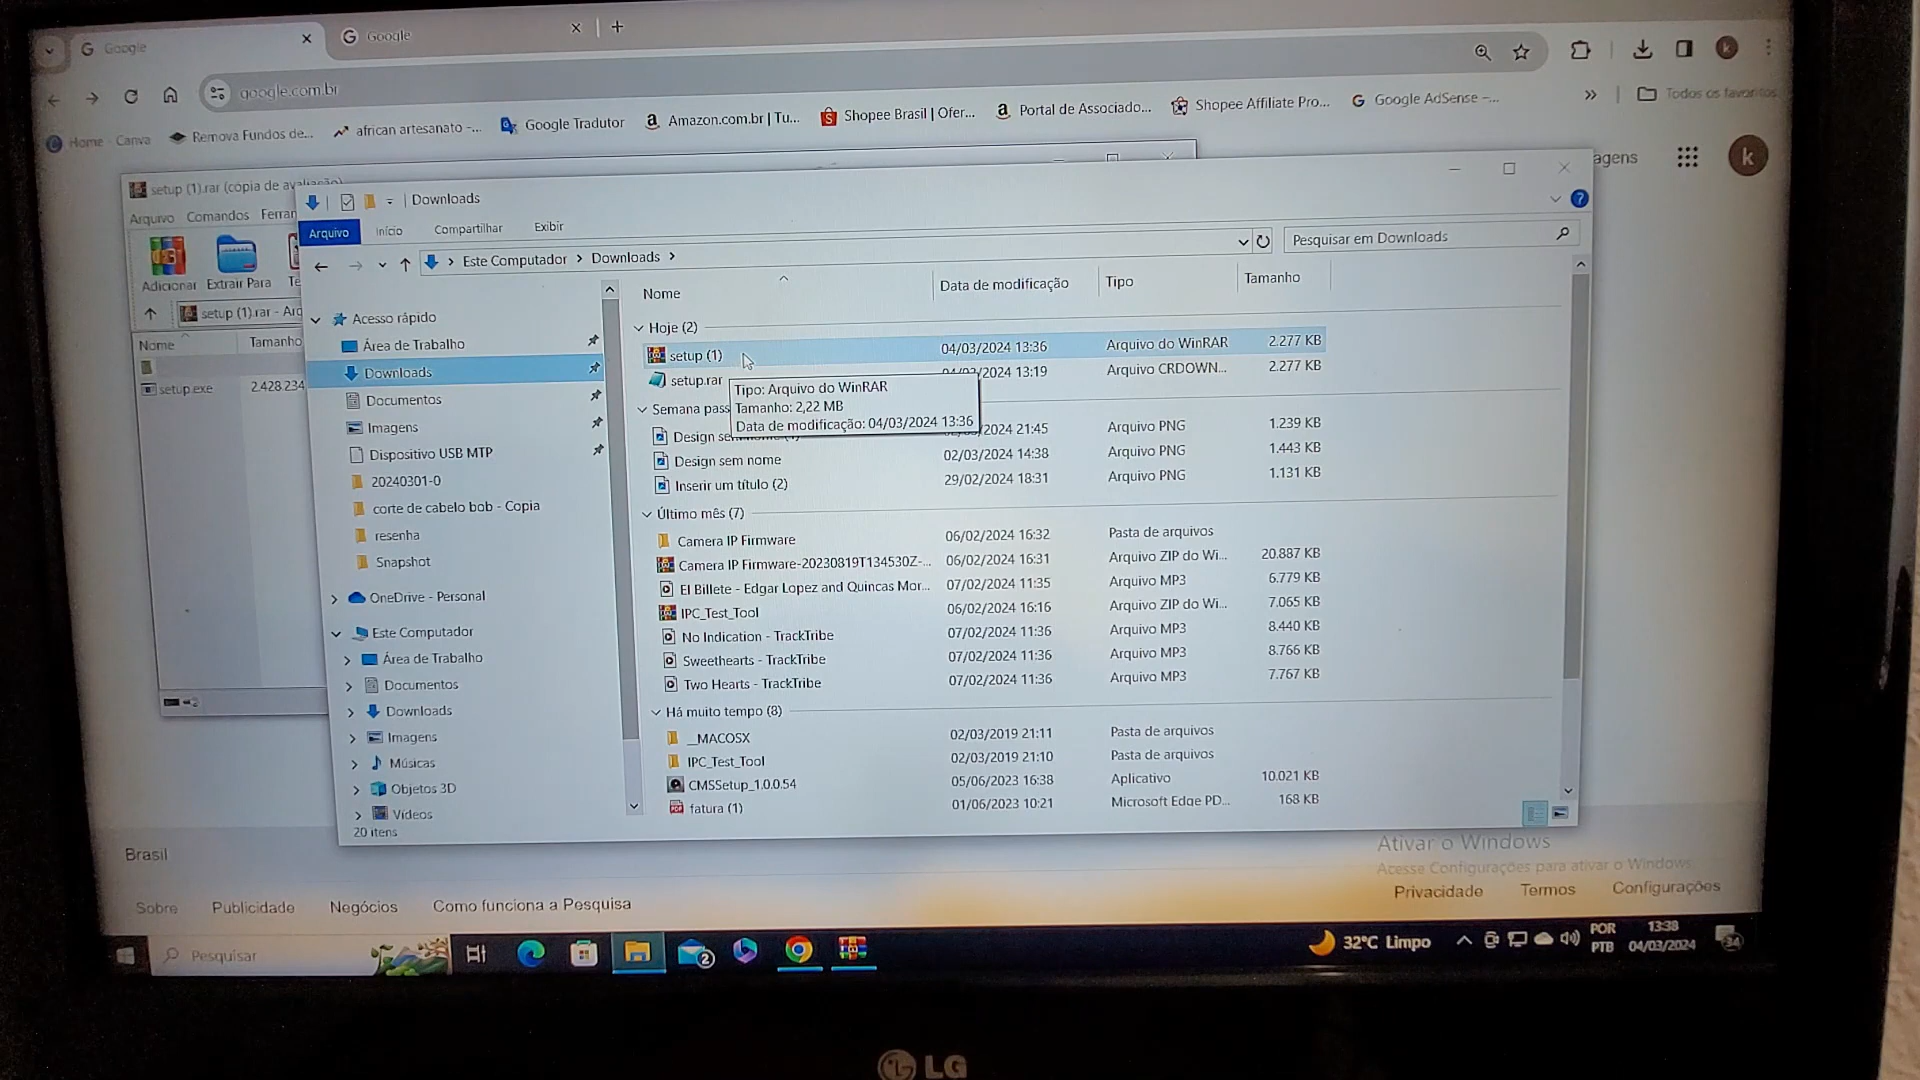 Google
Google
google.com.br
Home - Canva
Remova Fundos de...
african artesanato -...
Google Tradutor
Amazon.com.br | Tu...
Shopee Brasil | Ofer...
Portal de Associado...
Shopee Affiliate Pro...
Google AdSense -...
Todos os favoritos
agens
k
setup (1).rar (cópia de avaliação)
Arquivo Comandos Ferrar
Adicionar Extrair Para Te
setup (1).rar - Arq
Nome Tamanho
setup.exe 2.428.234
Downloads
Arquivo Início Compartilhar Exibir
Este Computador > Downloads >
Pesquisar em Downloads
Acesso rápido
Área de Trabalho
Downloads
Documentos
Imagens
Dispositivo USB MTP
20240301-0
corte de cabelo bob - Copia
resenha
Snapshot
OneDrive - Personal
Este Computador
Área de Trabalho
Documentos
Downloads
Imagens
Músicas
Objetos 3D
Vídeos
20 itens
Nome Data de modificação Tipo Tamanho
Hoje (2)
setup (1) 04/03/2024 13:36 Arquivo do WinRAR 2.277 KB
setup.rar 04/03/2024 13:19 Arquivo CRDOWN... 2.277 KB
Tipo: Arquivo do WinRAR
Tamanho: 2,22 MB
Data de modificação: 04/03/2024 13:36
Semana pass
Design se 2024 21:45 Arquivo PNG 1.239 KB
Design sem nome 02/03/2024 14:38 Arquivo PNG 1.443 KB
Inserir um título (2) 29/02/2024 18:31 Arquivo PNG 1.131 KB
Último mês (7)
Camera IP Firmware 06/02/2024 16:32 Pasta de arquivos
Camera IP Firmware-20230819T134530Z-... 06/02/2024 16:31 Arquivo ZIP do Wi... 20.887 KB
El Billete - Edgar Lopez and Quincas Mor... 07/02/2024 11:35 Arquivo MP3 6.779 KB
IPC_Test_Tool 06/02/2024 16:16 Arquivo ZIP do Wi... 7.065 KB
No Indication - TrackTribe 07/02/2024 11:36 Arquivo MP3 8.440 KB
Sweethearts - TrackTribe 07/02/2024 11:36 Arquivo MP3 8.766 KB
Two Hearts - TrackTribe 07/02/2024 11:36 Arquivo MP3 7.767 KB
Há muito tempo (8)
__MACOSX 02/03/2019 21:11 Pasta de arquivos
IPC_Test_Tool 02/03/2019 21:10 Pasta de arquivos
CMSSetup_1.0.0.54 05/06/2023 16:38 Aplicativo 10.021 KB
fatura (1) 01/06/2023 10:21 Microsoft Edge PD... 168 KB
Ativar o Windows
Acesse Configurações para ativar o Windows.
Brasil
Sobre Publicidade Negócios Como funciona a Pesquisa
Privacidade Termos Configurações
Pesquisar
2
32°C Limpo
POR
PTB
13:38
04/03/2024
34
LG